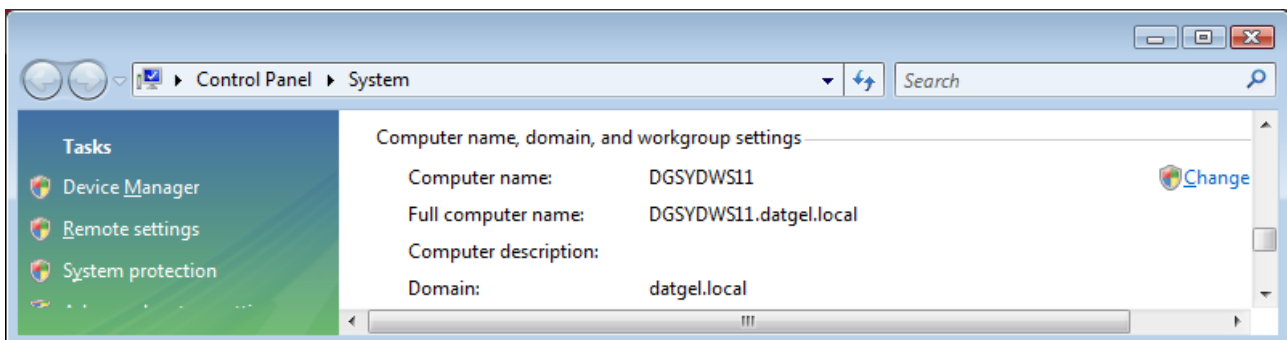 Control Panel System
Search
Tasks
Device Manager
Remote settings
System protection
Computer name, domain, and workgroup settings
Computer name: DGSYDWS11
Change
Full computer name: DGSYDWS11.datgel.local
Computer description:
Domain: datgel.local